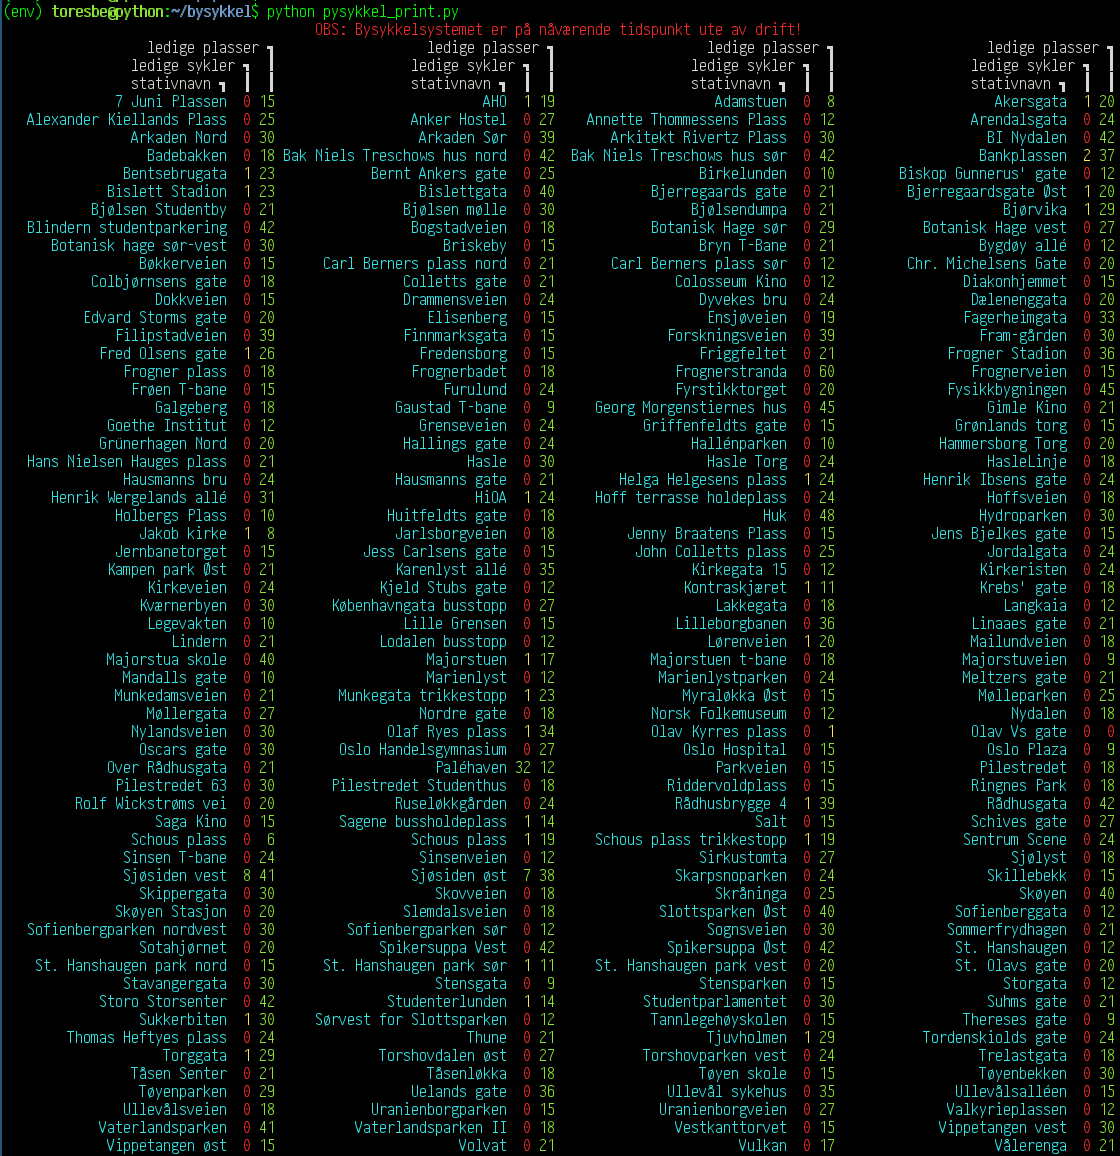 (env) toresbe@python:~/bysykkel$ python pysykkel_print.py
OBS: Bysykkelsystemet er på nåværende tidspunkt ute av drift!
ledige plasser ┓ ledige plasser ┓ ledige plasser ┓ ledige plasser ┓
ledige sykler ┓ ┃ ledige sykler ┓ ┃ ledige sykler ┓ ┃ ledige sykler ┓ ┃
stativnavn ┓ ┃ ┃ stativnavn ┓ ┃ ┃ stativnavn ┓ ┃ ┃ stativnavn ┓ ┃ ┃
7 Juni Plassen 0 15 AHO 1 19 Adamstuen 0 8 Akersgata 1 20
Alexander Kiellands Plass 0 25 Anker Hostel 0 27 Annette Thommessens Plass 0 12 Arendalsgata 0 24
Arkaden Nord 0 30 Arkaden Sør 0 39 Arkitekt Rivertz Plass 0 30 BI Nydalen 0 42
Badebakken 0 18 Bak Niels Treschows hus nord 0 42 Bak Niels Treschows hus sør 0 42 Bankplassen 2 37
Bentsebrugata 1 23 Bernt Ankers gate 0 25 Birkelunden 0 10 Biskop Gunnerus' gate 0 12
Bislett Stadion 1 23 Bislettgata 0 40 Bjerregaards gate 0 21 Bjerregaardsgate Øst 1 20
Bjølsen Studentby 0 21 Bjølsen mølle 0 30 Bjølsendumpa 0 21 Bjørvika 1 29
Blindern studentparkering 0 42 Bogstadveien 0 18 Botanisk Hage sør 0 29 Botanisk Hage vest 0 27
Botanisk hage sør-vest 0 30 Briskeby 0 15 Bryn T-Bane 0 21 Bygdøy allé 0 12
Bøkkerveien 0 15 Carl Berners plass nord 0 21 Carl Berners plass sør 0 12 Chr. Michelsens Gate 0 20
Colbjørnsens gate 0 18 Colletts gate 0 21 Colosseum Kino 0 12 Diakonhjemmet 0 15
Dokkveien 0 15 Drammensveien 0 24 Dyvekes bru 0 24 Dælenenggata 0 20
Edvard Storms gate 0 20 Elisenberg 0 15 Ensjøveien 0 19 Fagerheimgata 0 33
Filipstadveien 0 39 Finnmarksgata 0 15 Forskningsveien 0 39 Fram-gården 0 30
Fred Olsens gate 1 26 Fredensborg 0 15 Friggfeltet 0 21 Frogner Stadion 0 36
Frogner plass 0 18 Frognerbadet 0 18 Frognerstranda 0 60 Frognerveien 0 15
Frøen T-bane 0 15 Furulund 0 24 Fyrstikktorget 0 20 Fysikkbygningen 0 45
Galgeberg 0 18 Gaustad T-bane 0 9 Georg Morgenstiernes hus 0 45 Gimle Kino 0 21
Goethe Institut 0 12 Grenseveien 0 24 Griffenfeldts gate 0 15 Grønlands torg 0 15
Grünerhagen Nord 0 20 Hallings gate 0 24 Hallénparken 0 10 Hammersborg Torg 0 20
Hans Nielsen Hauges plass 0 21 Hasle 0 30 Hasle Torg 0 24 HasleLinje 0 18
Hausmanns bru 0 24 Hausmanns gate 0 21 Helga Helgesens plass 1 24 Henrik Ibsens gate 0 24
Henrik Wergelands allé 0 31 HiOA 1 24 Hoff terrasse holdeplass 0 24 Hoffsveien 0 18
Holbergs Plass 0 10 Huitfeldts gate 0 18 Huk 0 48 Hydroparken 0 30
Jakob kirke 1 8 Jarlsborgveien 0 18 Jenny Braatens Plass 0 15 Jens Bjelkes gate 0 15
Jernbanetorget 0 15 Jess Carlsens gate 0 15 John Colletts plass 0 25 Jordalgata 0 24
Kampen park Øst 0 21 Karenlyst allé 0 35 Kirkegata 15 0 12 Kirkeristen 0 24
Kirkeveien 0 24 Kjeld Stubs gate 0 12 Kontraskjæret 1 11 Krebs' gate 0 18
Kværnerbyen 0 30 Københavngata busstopp 0 27 Lakkegata 0 18 Langkaia 0 12
Legevakten 0 10 Lille Grensen 0 15 Lilleborgbanen 0 36 Linaaes gate 0 21
Lindern 0 21 Lodalen busstopp 0 12 Lørenveien 1 20 Mailundveien 0 18
Majorstua skole 0 40 Majorstuen 1 17 Majorstuen t-bane 0 18 Majorstuveien 0 9
Mandalls gate 0 10 Marienlyst 0 12 Marienlystparken 0 24 Meltzers gate 0 21
Munkedamsveien 0 21 Munkegata trikkestopp 1 23 Myraløkka Øst 0 15 Mølleparken 0 25
Møllergata 0 27 Nordre gate 0 18 Norsk Folkemuseum 0 12 Nydalen 0 18
Nylandsveien 0 30 Olaf Ryes plass 1 34 Olav Kyrres plass 0 1 Olav Vs gate 0 0
Oscars gate 0 30 Oslo Handelsgymnasium 0 27 Oslo Hospital 0 15 Oslo Plaza 0 9
Over Rådhusgata 0 21 Paléhaven 32 12 Parkveien 0 15 Pilestredet 0 18
Pilestredet 63 0 30 Pilestredet Studenthus 0 18 Riddervoldplass 0 15 Ringnes Park 0 18
Rolf Wickstrøms vei 0 20 Ruseløkkgården 0 24 Rådhusbrygge 4 1 39 Rådhusgata 0 42
Saga Kino 0 15 Sagene bussholdeplass 1 14 Salt 0 15 Schives gate 0 27
Schous plass 0 6 Schous plass 1 19 Schous plass trikkestopp 1 19 Sentrum Scene 0 24
Sinsen T-bane 0 24 Sinsenveien 0 12 Sirkustomta 0 27 Sjølyst 0 18
Sjøsiden vest 8 41 Sjøsiden øst 7 38 Skarpsnoparken 0 24 Skillebekk 0 15
Skippergata 0 30 Skovveien 0 18 Skråninga 0 25 Skøyen 0 40
Skøyen Stasjon 0 20 Slemdalsveien 0 18 Slottsparken Øst 0 40 Sofienberggata 0 12
Sofienbergparken nordvest 0 30 Sofienbergparken sør 0 12 Sognsveien 0 30 Sommerfrydhagen 0 21
Sotahjørnet 0 20 Spikersuppa Vest 0 42 Spikersuppa Øst 0 42 St. Hanshaugen 0 12
St. Hanshaugen park nord 0 15 St. Hanshaugen park sør 1 11 St. Hanshaugen park vest 0 20 St. Olavs gate 0 20
Stavangergata 0 30 Stensgata 0 9 Stensparken 0 15 Storgata 0 12
Storo Storsenter 0 42 Studenterlunden 1 14 Studentparlamentet 0 30 Suhms gate 0 21
Sukkerbiten 1 30 Sørvest for Slottsparken 0 12 Tannlegehøyskolen 0 15 Thereses gate 0 9
Thomas Heftyes plass 0 24 Thune 0 21 Tjuvholmen 1 29 Tordenskiolds gate 0 24
Torggata 1 29 Torshovdalen øst 0 27 Torshovparken vest 0 24 Trelastgata 0 18
Tåsen Senter 0 21 Tåsenløkka 0 18 Tøyen skole 0 15 Tøyenbekken 0 30
Tøyenparken 0 29 Uelands gate 0 36 Ullevål sykehus 0 35 Ullevålsalléen 0 15
Ullevålsveien 0 18 Uranienborgparken 0 15 Uranienborgveien 0 27 Valkyrieplassen 0 12
Vaterlandsparken 0 41 Vaterlandsparken II 0 18 Vestkanttorvet 0 15 Vippetangen vest 0 30
Vippetangen øst 0 15 Volvat 0 21 Vulkan 0 17 Vålerenga 0 21